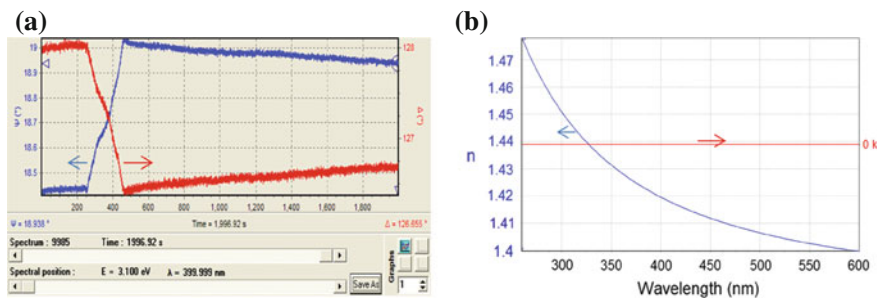 (a)
(b)
19
18.9
18.8
18.7
18.6
18.5
Ψ (°)
128
127
Δ (°)
200 400 600 800 1,000 1,200 1,400 1,600 1,800
Ψ = 18.938 ° Time = 1,996.92 s Δ = 126.655 °
Spectrum : 9985 Time : 1996.92 s
Spectral position : E = 3.100 eV λ = 399.999 nm
Save As
Graphs
1
1.47
1.46
1.45
1.44
1.43
1.42
1.41
1.4
n
0 k
300 350 400 450 500 550 600
Wavelength (nm)